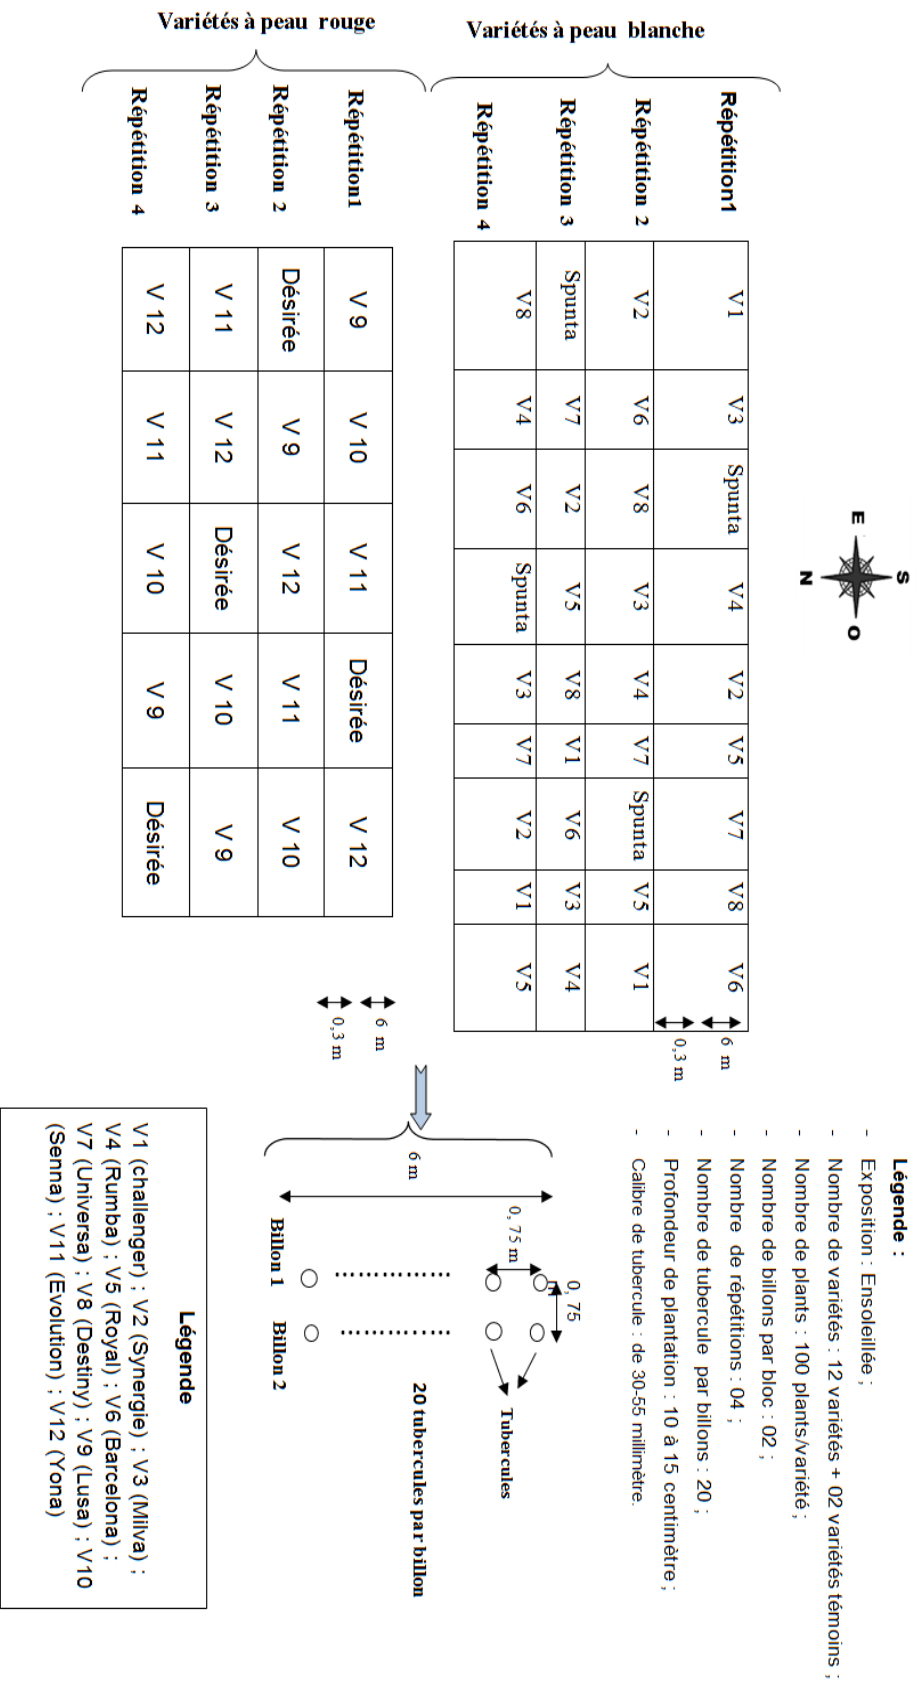 Variétés à peau rouge
Variétés à peau blanche
E
S
N
O
Répétition1
V1
V3
Spunta
V4
V2
V5
V7
V8
V6
Répétition 2
V2
V6
V8
V3
V4
V7
Spunta
V5
V1
Répétition 3
Spunta
V7
V2
V5
V8
V1
V6
V3
V4
Répétition 4
V8
V4
V6
Spunta
V3
V7
V2
V1
V5
6 m
0,3 m
Répétition1
V 9
V 10
V 11
Désirée
V 12
Répétition 2
Désirée
V 9
V 12
V 11
V 10
Répétition 3
V 11
V 12
Désirée
V 10
V 9
Répétition 4
V 12
V 11
V 10
V 9
Désirée
6 m
0,3 m
Légende :
- Exposition : Ensoleillée ;
- Nombre de variétés : 12 variétés + 02 variétés témoins ;
- Nombre de plants : 100 plants/variété ;
- Nombre de billons par bloc : 02 ;
- Nombre de répétitions : 04 ;
- Nombre de tubercule par billons : 20 ;
- Profondeur de plantation : 10 à 15 centimètre ;
- Calibre de tubercule : de 30-55 millimètre.
0, 75
m
0, 75 m
6 m
Billon 1
Billon 2
Tubercules
20 tubercules par billon
Légende
V1 (challenger) ; V2 (Synergie) ; V3 (Milva) ;
V4 (Rumba) ; V5 (Royal) ; V6 (Barcelona) ;
V7 (Universa) ; V8 (Destiny) ; V9 (Lusa) ; V10
(Senna) ; V11 (Evolution) ; V12 (Yona)